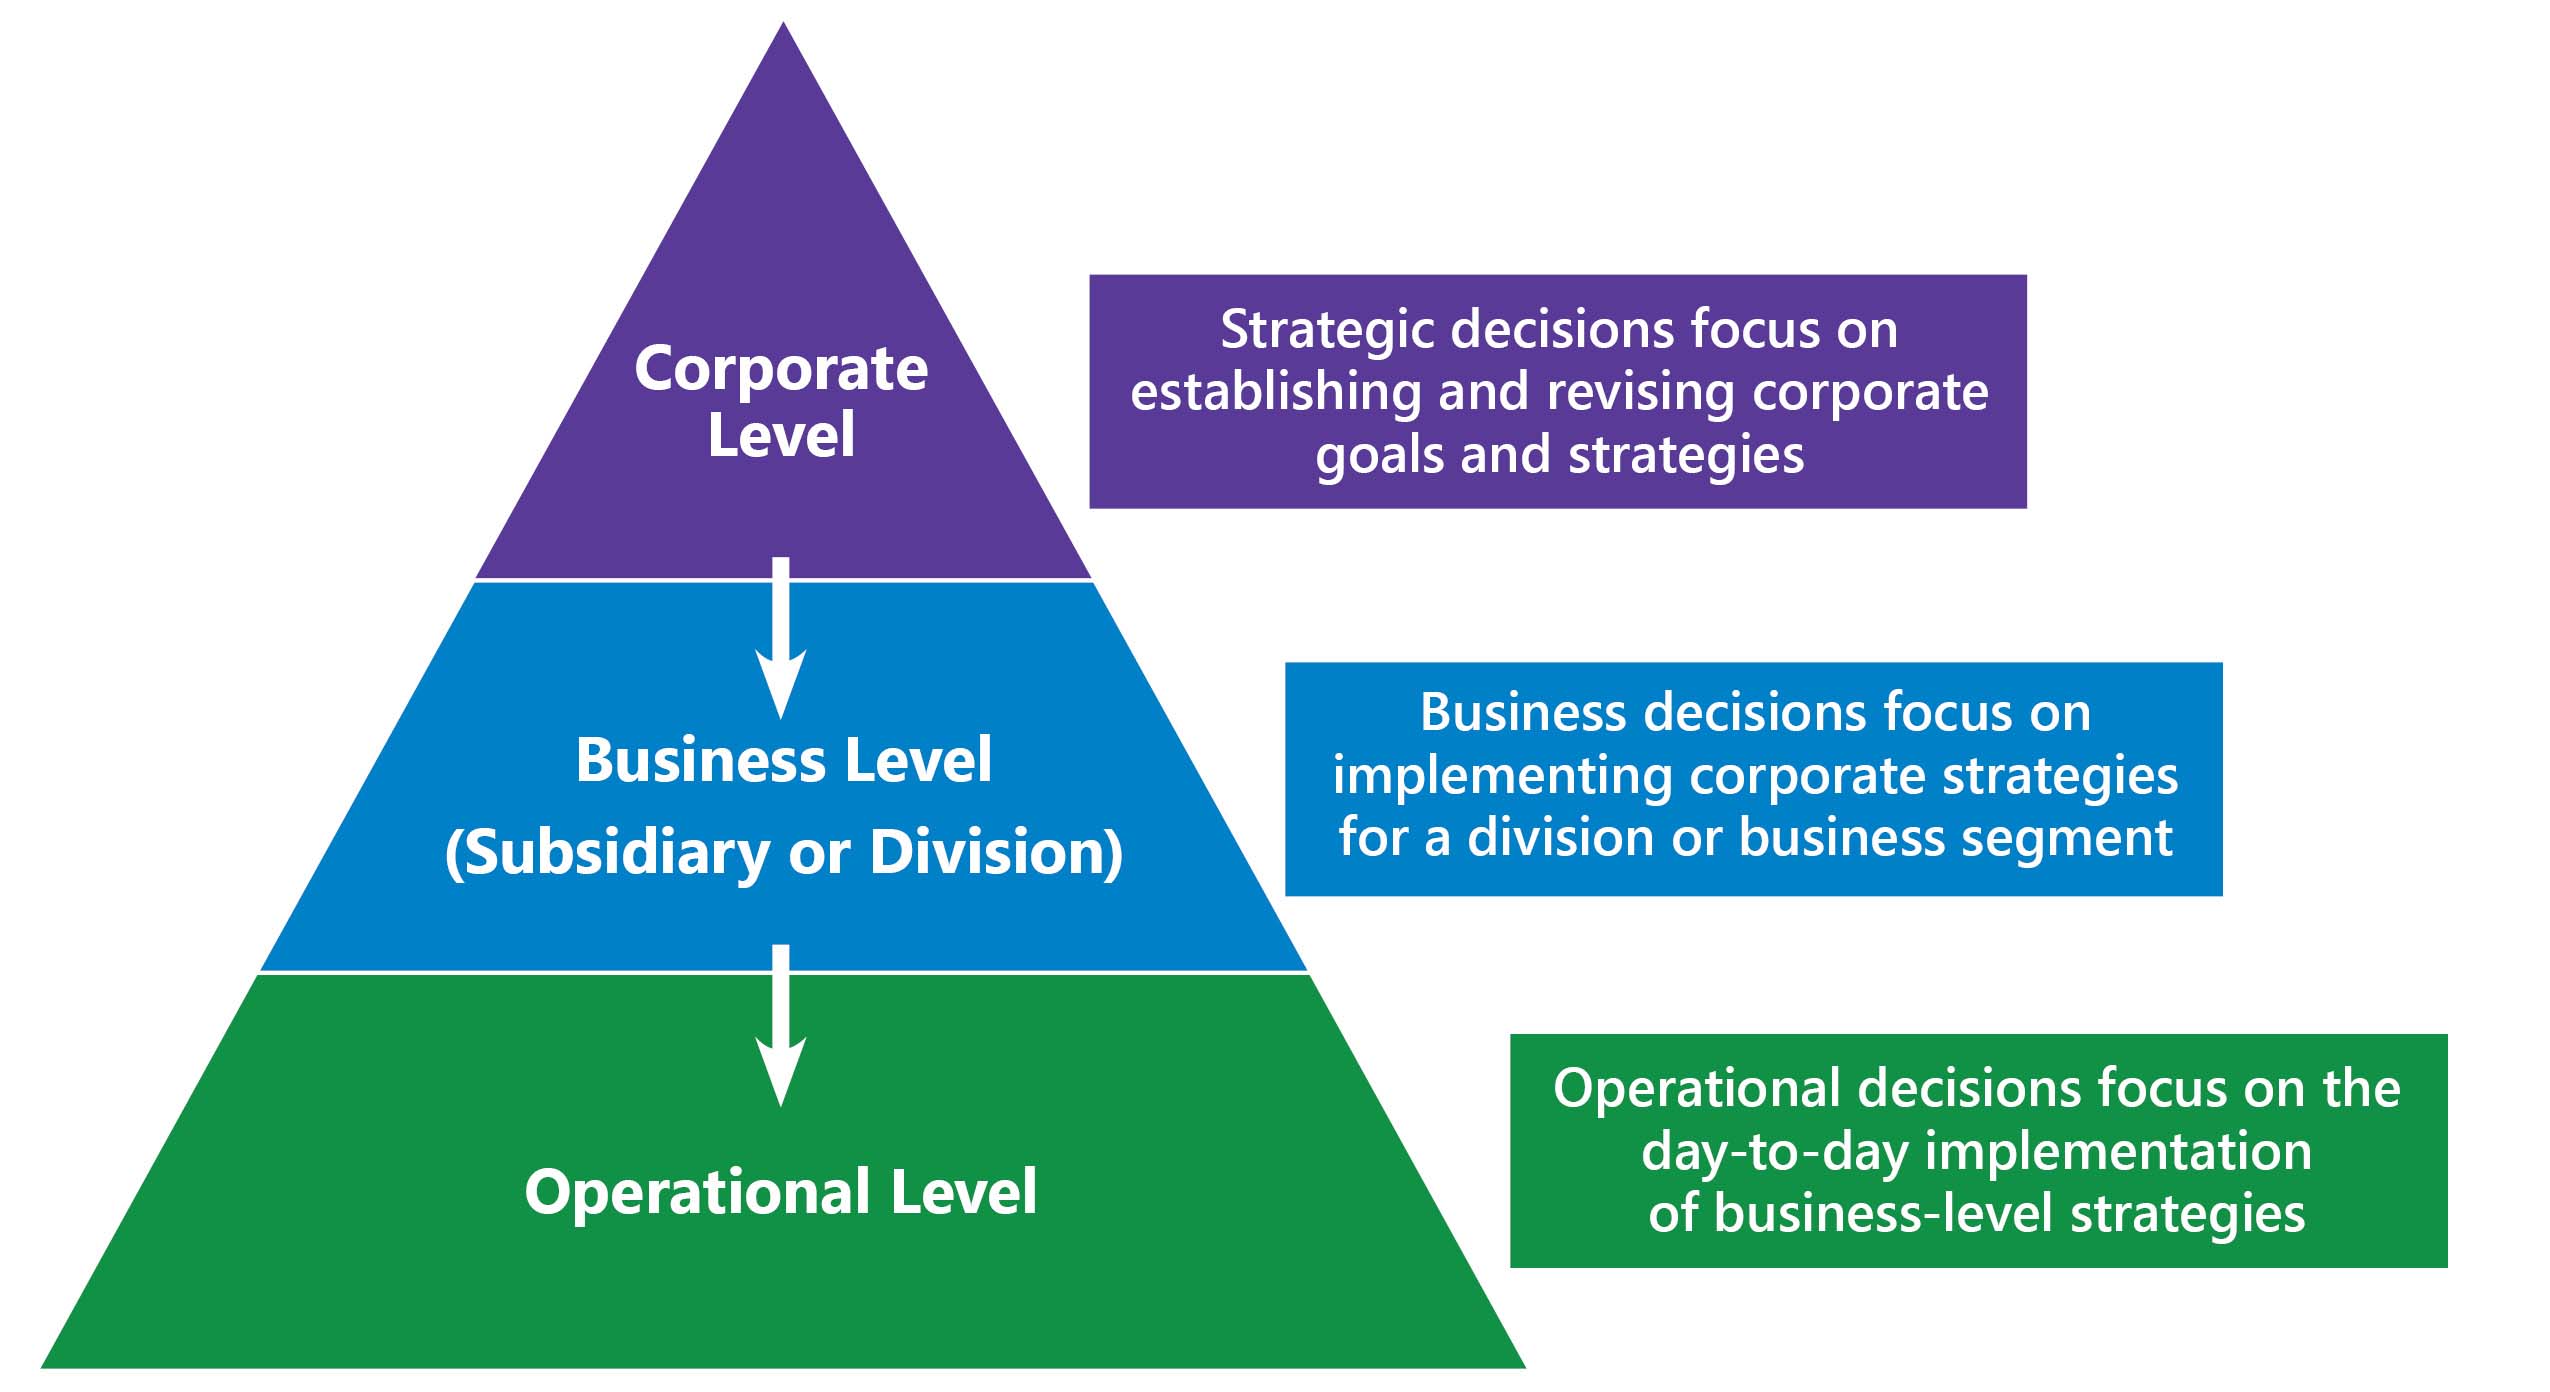 Corporate
Level
Strategic decisions focus on
establishing and revising corporate
goals and strategies
Business Level
(Subsidiary or Division)
Business decisions focus on
implementing corporate strategies
for a division or business segment
Operational Level
Operational decisions focus on the
day-to-day implementation
of business-level strategies